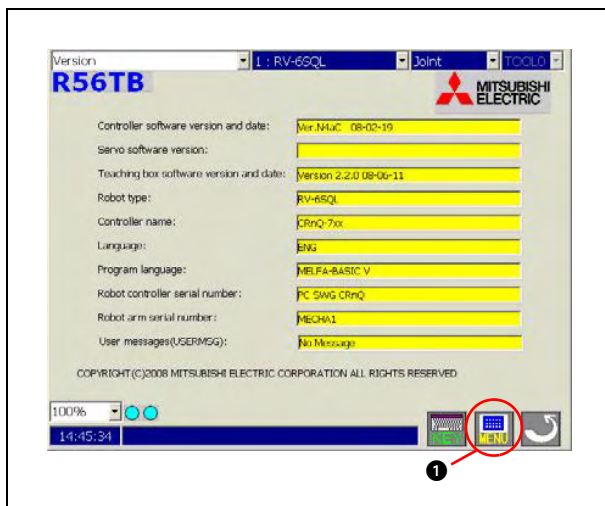 Version 1 : RV-6SQL Joint TOOL0
R56TB
MITSUBISHI
ELECTRIC
Controller software version and date: Ver.N4aC 08-02-19
Servo software version:
Teaching box software version and date: Version 2.2.0 08-06-11
Robot type: RV-6SQL
Controller name: CRnQ-7xx
Language: ENG
Program language: MELFA-BASIC V
Robot controller serial number: PC SWG CRnQ
Robot arm serial number: MECHA1
User messages(USERMSG): No Message
COPYRIGHT(C)2008 MITSUBISHI ELECTRIC CORPORATION ALL RIGHTS RESERVED
100%
14:45:34 KEY MENU
1